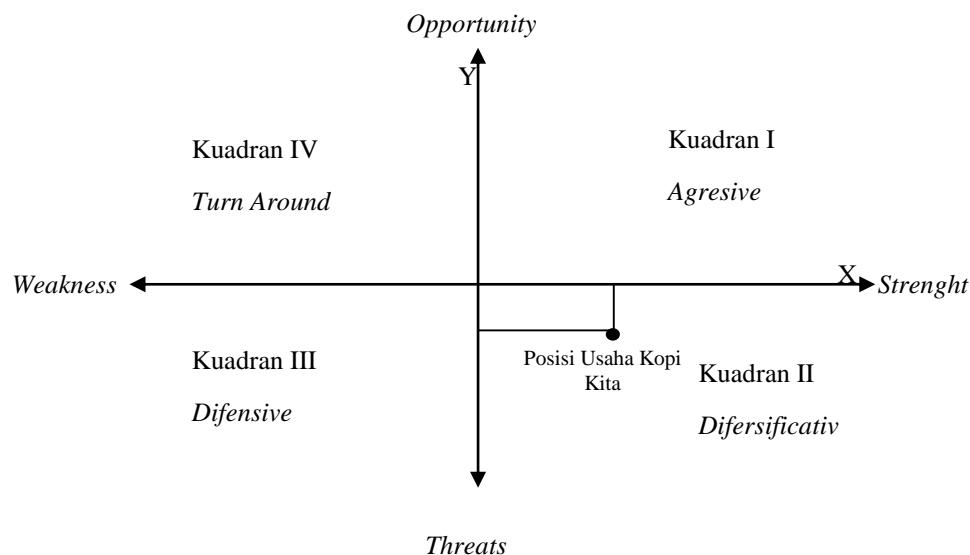 Opportunity
Y
Kuadran IV
Turn Around
Kuadran I
Agresive
Weakness
X
Strenght
Kuadran III
Difensive
Posisi Usaha Kopi
Kita
Kuadran II
Difersificativ
Threats